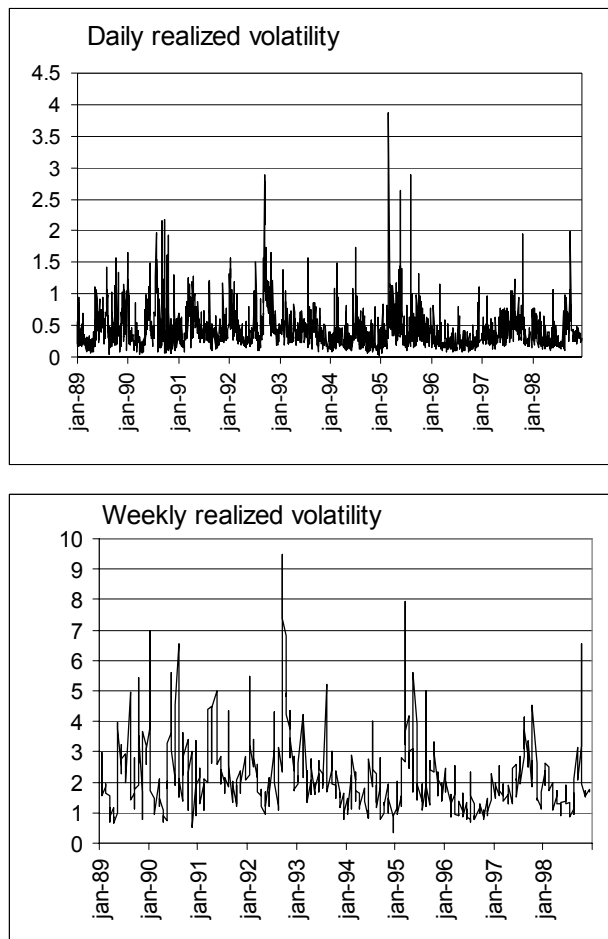 Daily realized volatility
4.5
4
3.5
3
2.5
2
1.5
1
0.5
0
jan-89
jan-90
jan-91
jan-92
jan-93
jan-94
jan-95
jan-96
jan-97
jan-98
Weekly realized volatility
10
9
8
7
6
5
4
3
2
1
0
jan-89
jan-90
jan-91
jan-92
jan-93
jan-94
jan-95
jan-96
jan-97
jan-98